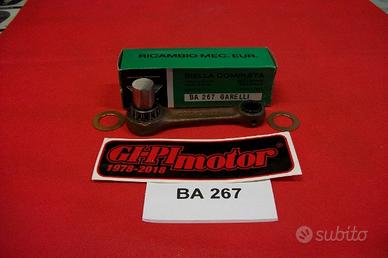 RICAMBIO MEC. EUR.
BIELLA COMPLETA
BA 267 GARELLI
GI-PI motor
1978-2018
BA 267
subito